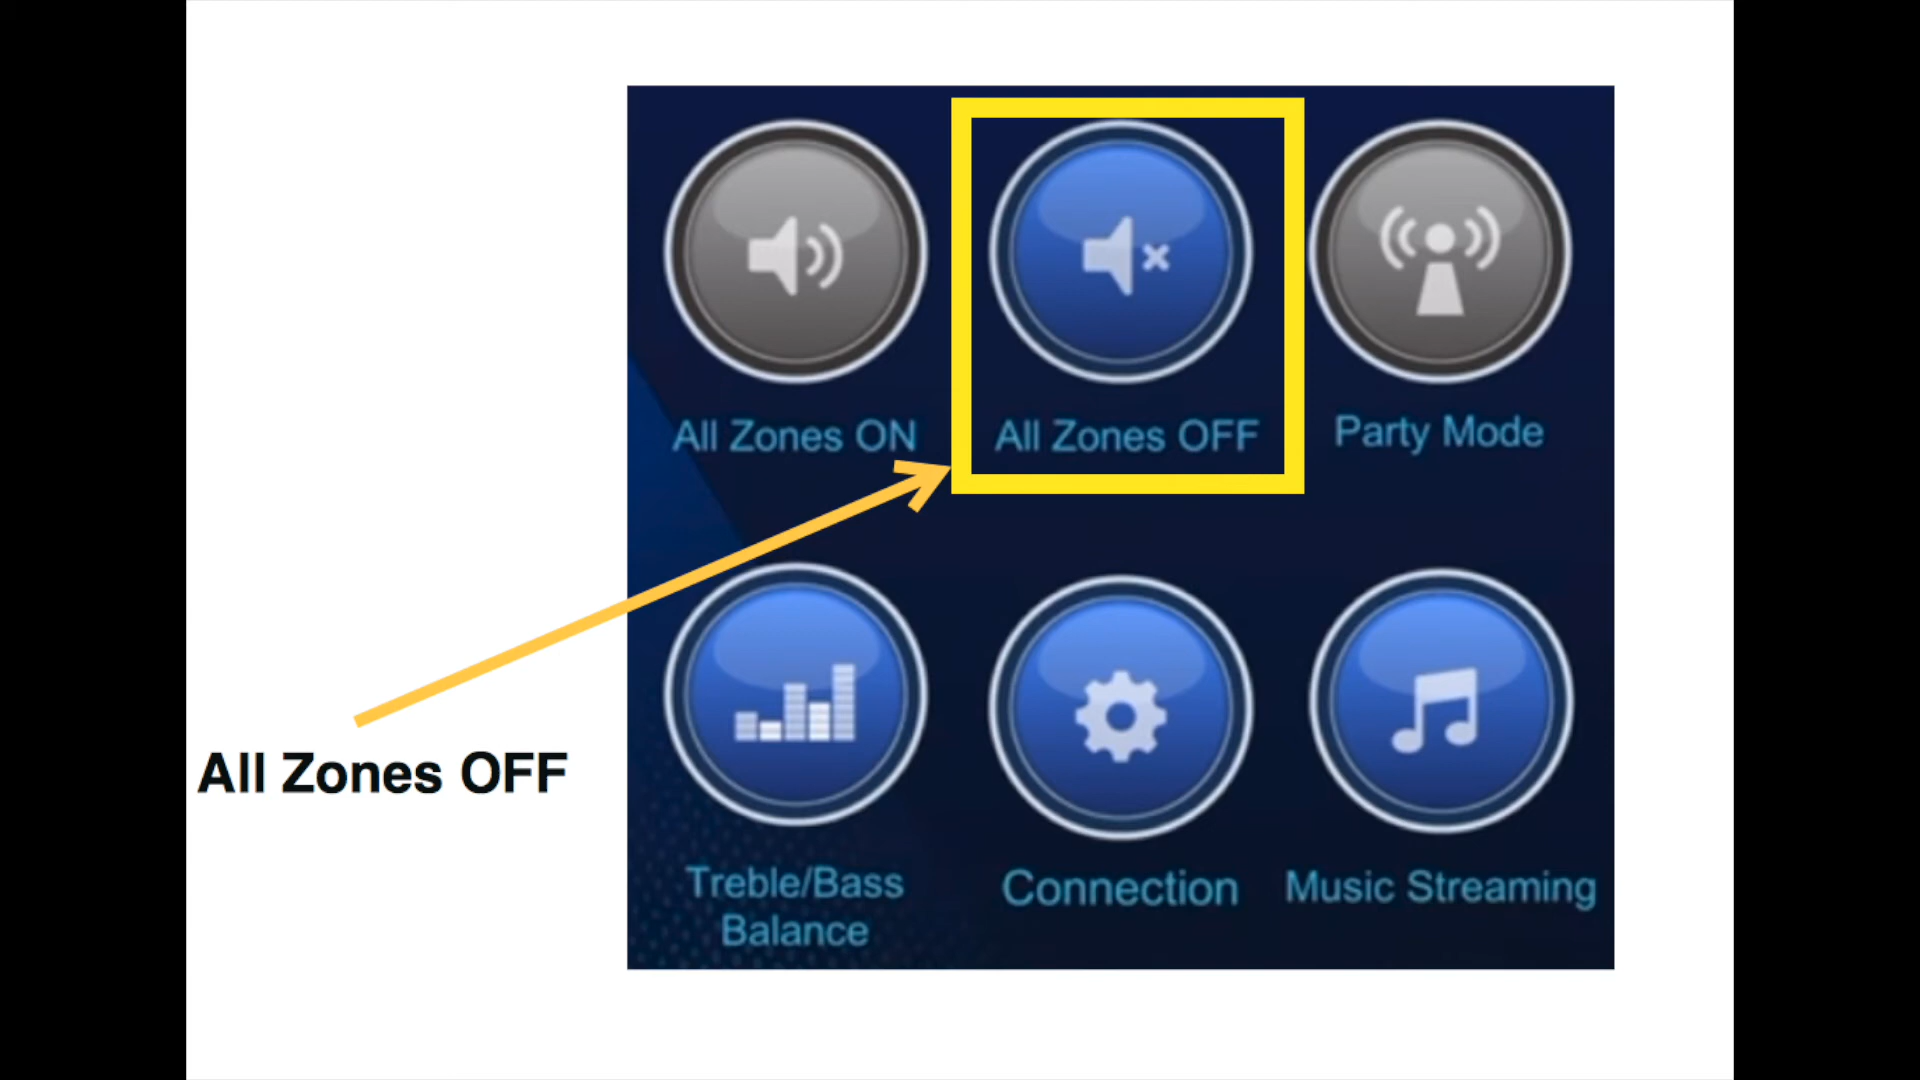 All Zones ON
All Zones OFF
Party Mode
All Zones OFF
Treble/Bass
Balance
Connection
Music Streaming